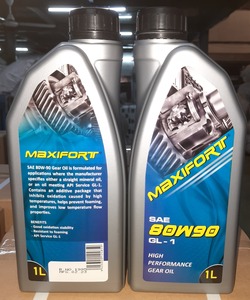 MAXIFORT
SAE 80W-90 Gear Oil is formulated for
applications where the manufacturer
specifies either a straight mineral oil,
or an oil meeting API Service GL-1.
Contains an additive package that
inhibits oxidation caused by high
temperatures, helps prevent foaming,
and improves low temperature flow
properties.
BENEFITS
- Good oxidation stability
- Resistant to foaming
- API Service GL 1
1L
MAXIFORT
SAE
80W90
GL-1
HIGH
PERFORMANCE
GEAR OIL
1L